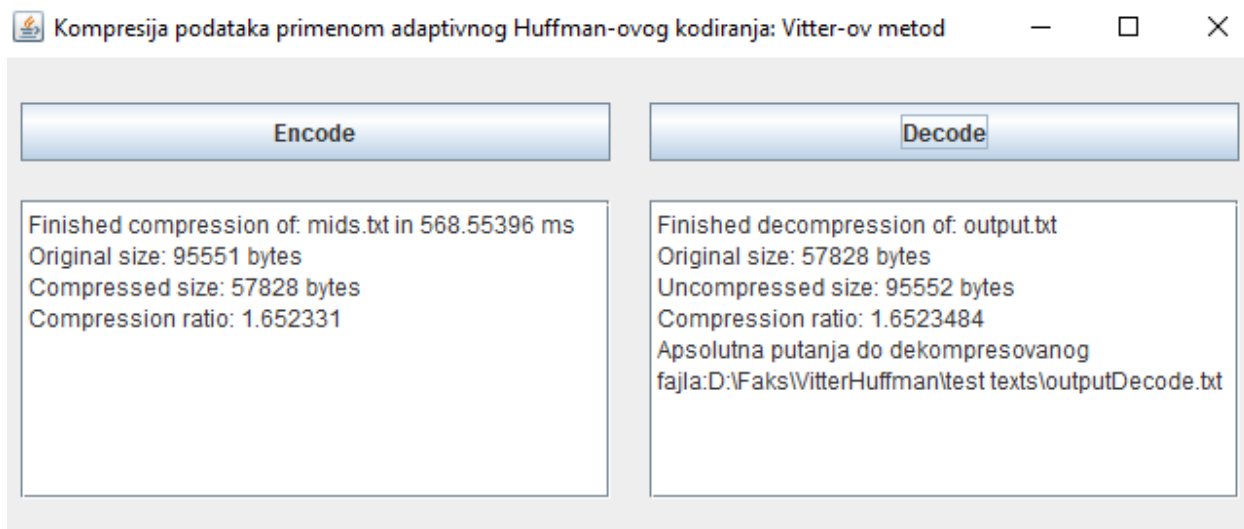 Kompresija podataka primenom adaptivnog Huffman-ovog kodiranja: Vitter-ov metod
Encode
Decode
Finished compression of: mids.txt in 568.55396 ms
Original size: 95551 bytes
Compressed size: 57828 bytes
Compression ratio: 1.652331
Finished decompression of: output.txt
Original size: 57828 bytes
Uncompressed size: 95552 bytes
Compression ratio: 1.6523484
Apsolutna putanja do dekompresovanog
fajla:D:\Faks\VitterHuffman\test texts\outputDecode.txt